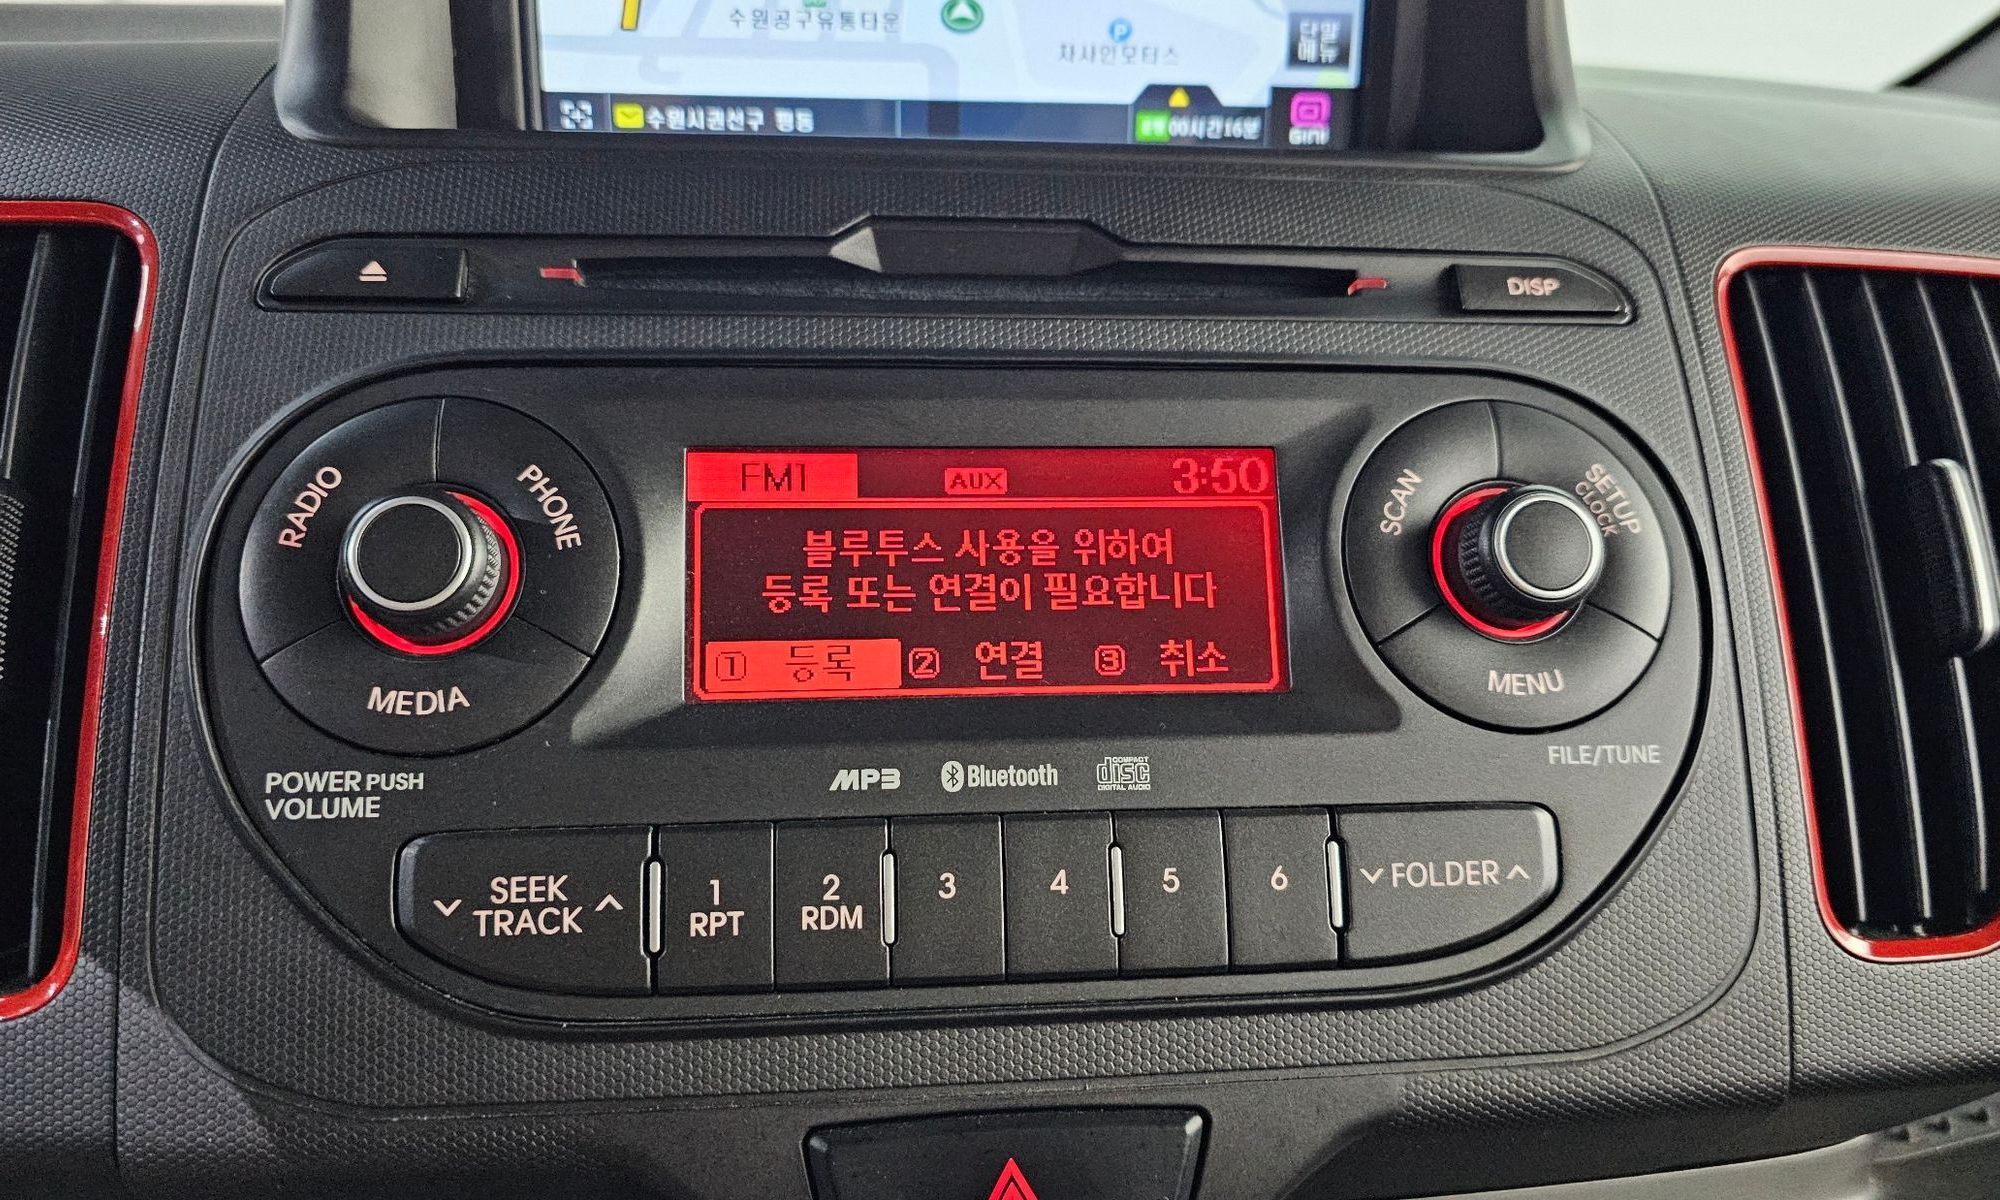 수원공구유통타운
P
차사인모터스
단말
메뉴
수원시권선구 평동
00시간16분
GINI
DISP
RADIO
PHONE
MEDIA
POWER PUSH
VOLUME
FM1
AUX
3:50
블루투스 사용을 위하여
등록 또는 연결이 필요합니다
1 등록 2 연결 3 취소
SCAN
SETUP
CLOCK
MENU
FILE/TUNE
MP3
Bluetooth
COMPACT
disc
DIGITAL AUDIO
SEEK
TRACK
1
RPT
2
RDM
3
4
5
6
FOLDER